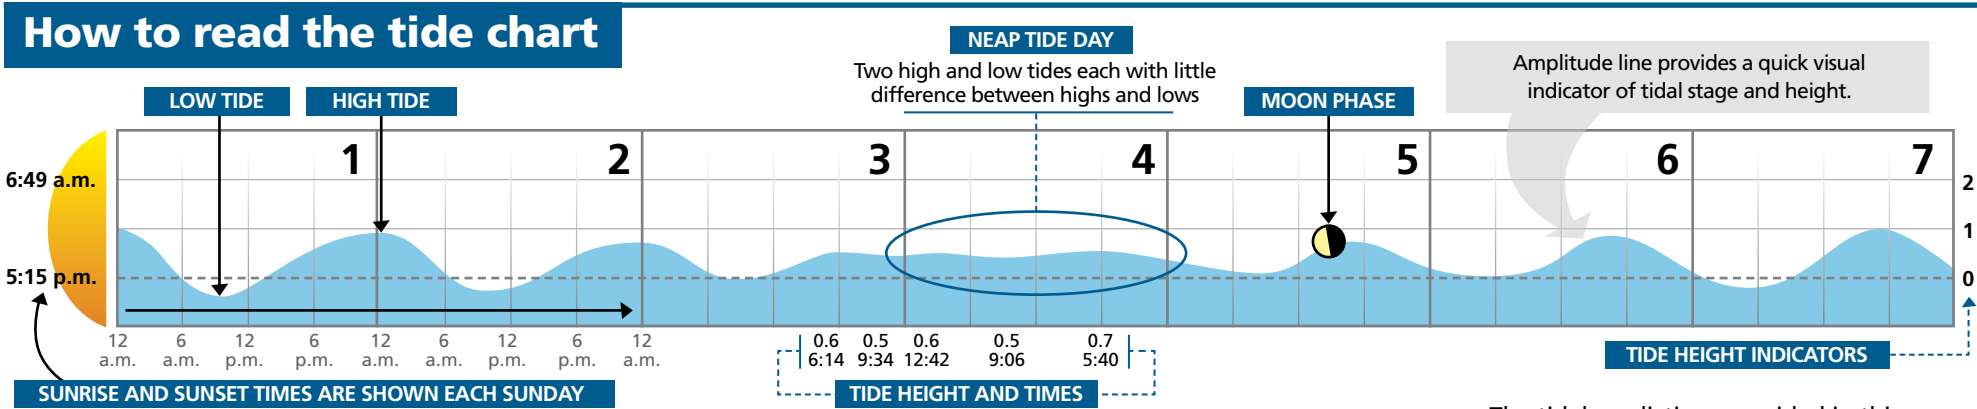 How to read the tide chart
NEAP TIDE DAY
Two high and low tides each with little
difference between highs and lows
Amplitude line provides a quick visual
indicator of tidal stage and height.
LOW TIDE
HIGH TIDE
MOON PHASE
1
2
3
4
5
6
7
6:49 a.m.
5:15 p.m.
2
1
0
12 6 12 6 12 6 12 6 12
a.m. a.m. p.m. p.m. a.m. a.m. p.m. p.m. a.m.
0.6 0.5 0.6 0.5 0.7
6:14 9:34 12:42 9:06 5:40
TIDE HEIGHT INDICATORS
SUNRISE AND SUNSET TIMES ARE SHOWN EACH SUNDAY
TIDE HEIGHT AND TIMES